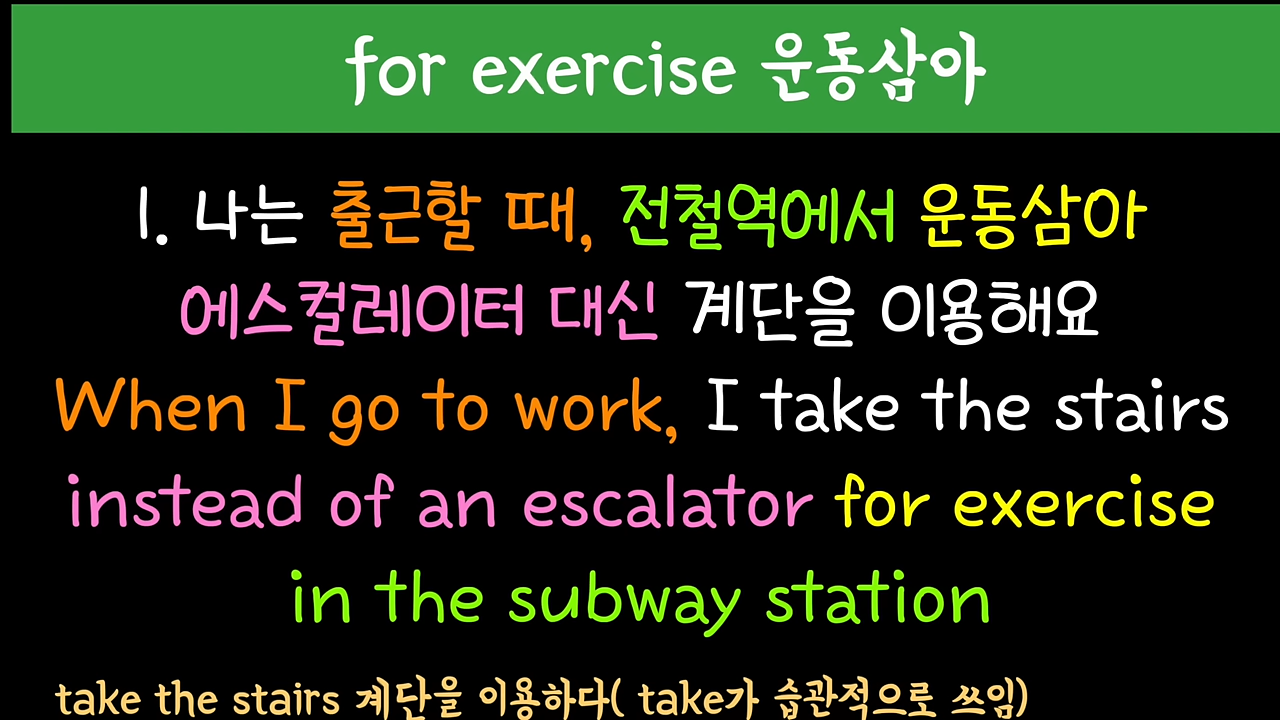 for exercise 운동삼아
1. 나는 출근할 때, 전철역에서 운동삼아
에스컬레이터 대신 계단을 이용해요
When I go to work, I take the stairs
instead of an escalator for exercise
in the subway station
take the stairs 계단을 이용하다( take가 습관적으로 쓰임)